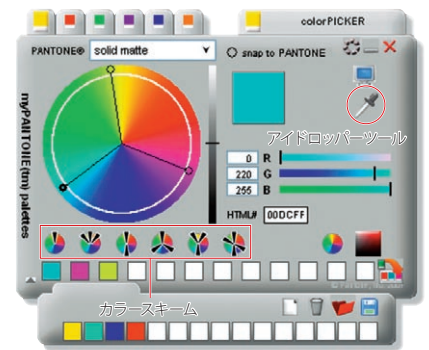 colorPICKER
PANTONE® solid matte
snap to PANTONE
myPANTONE(tm) palettes
アイドロッパーツール
0 R
220 G
255 B
HTML# 00DCFF
カラースキーム